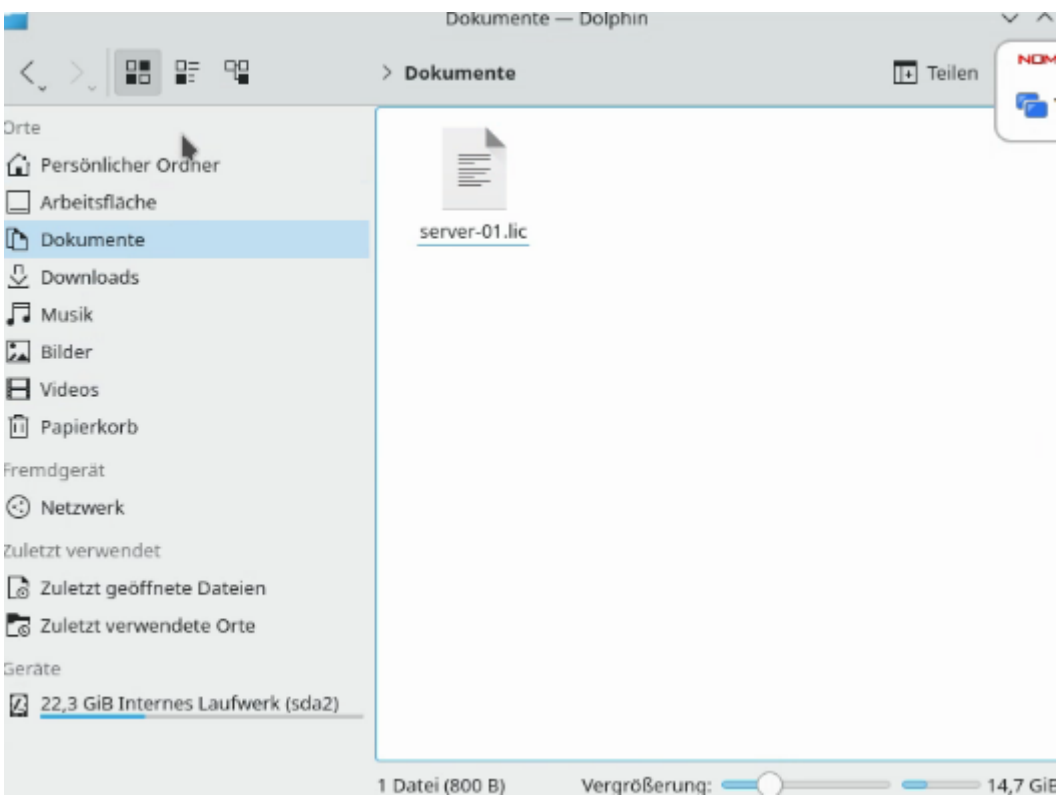 Dokumente — Dolphin
Dokumente
Teilen
Orte
Persönlicher Ordner
Arbeitsfläche
Dokumente
Downloads
Musik
Bilder
Videos
Papierkorb
Fremdgerät
Netzwerk
Zuletzt verwendet
Zuletzt geöffnete Dateien
Zuletzt verwendete Orte
Geräte
22,3 GiB Internes Laufwerk (sda2)
server-01.lic
1 Datei (800 B)
Vergrößerung:
14,7 GiB